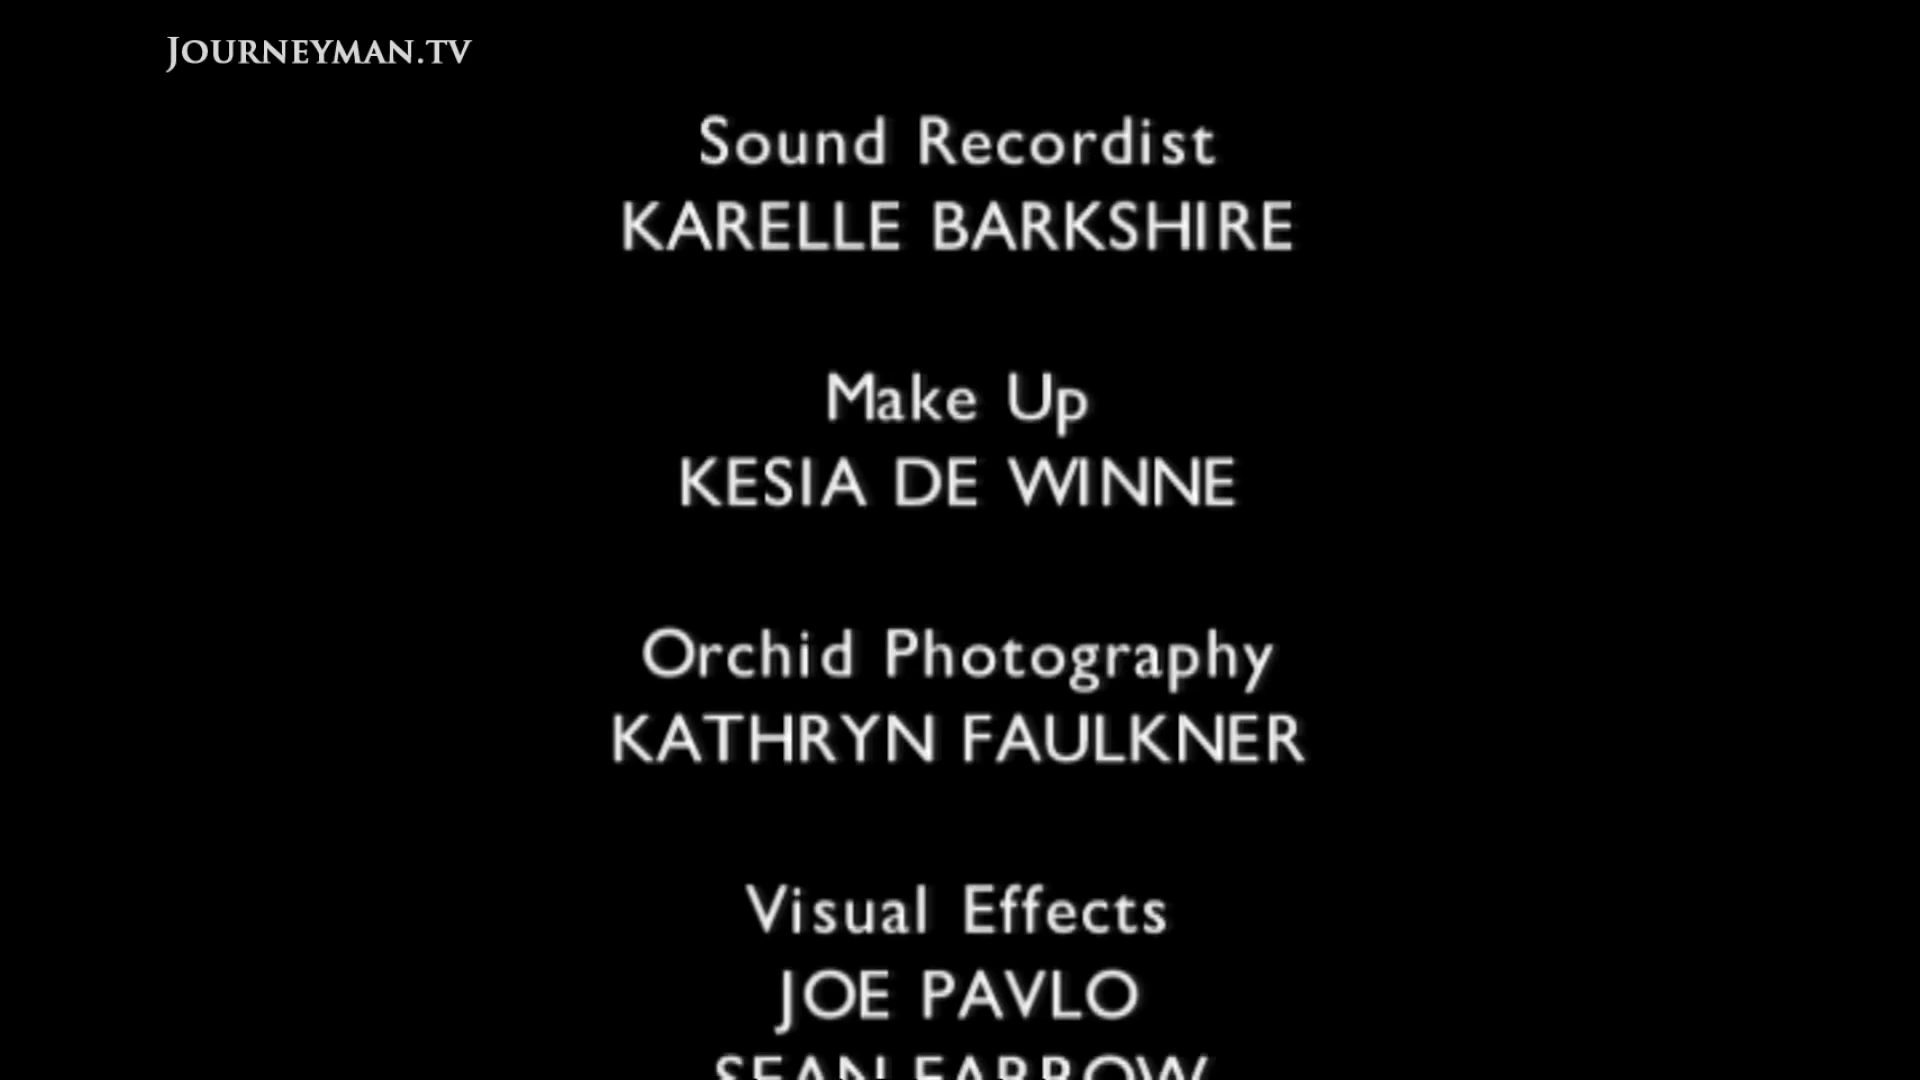 JOURNEYMAN.TV
Sound Recordist
KARELLE BARKSHIRE
Make Up
KESIA DE WINNE
Orchid Photography
KATHRYN FAULKNER
Visual Effects
JOE PAVLO
SEAN FARROW